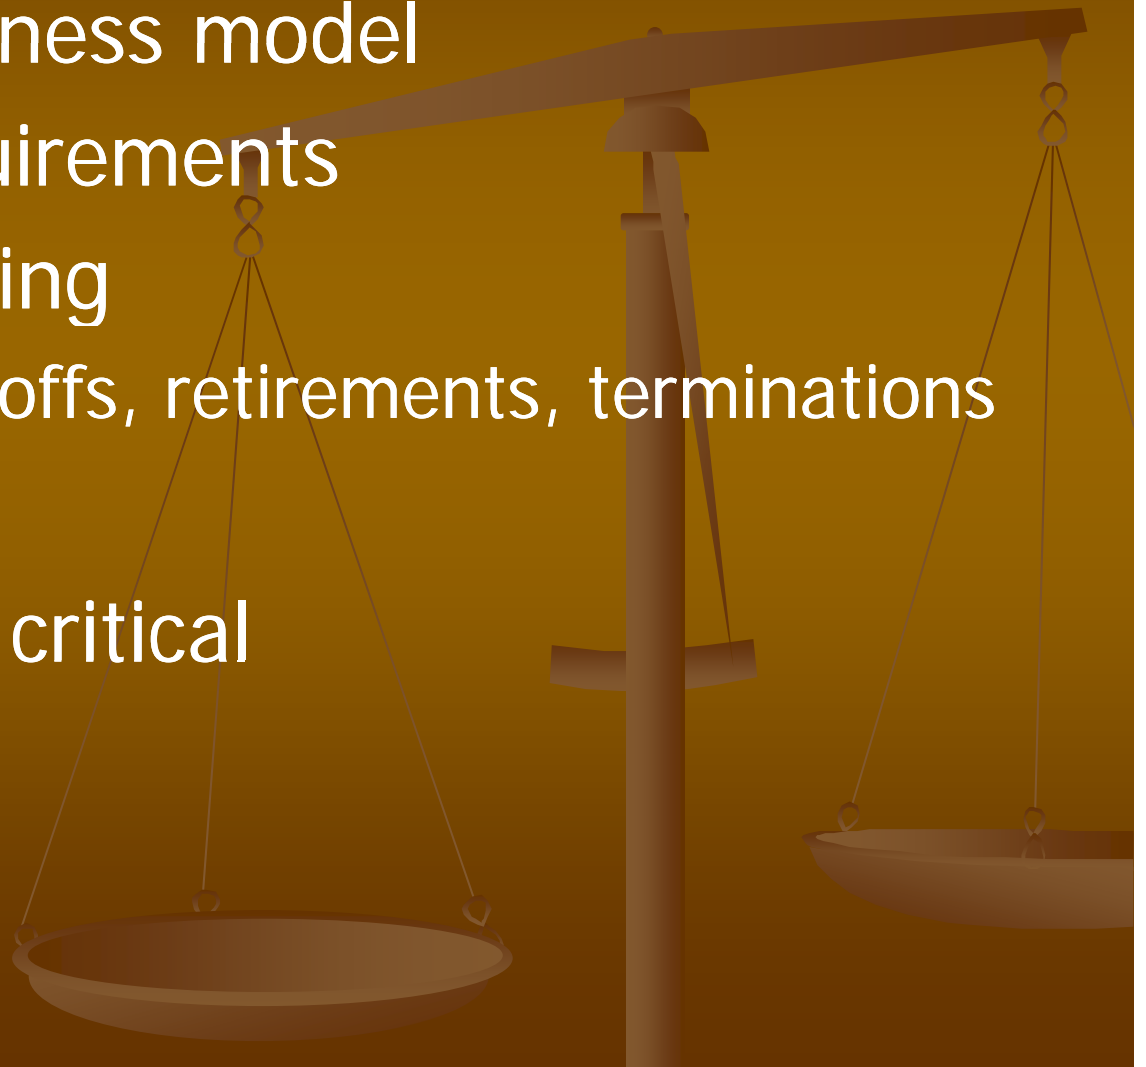 ness model
uirements
ing
offs, retirements, terminations
critical